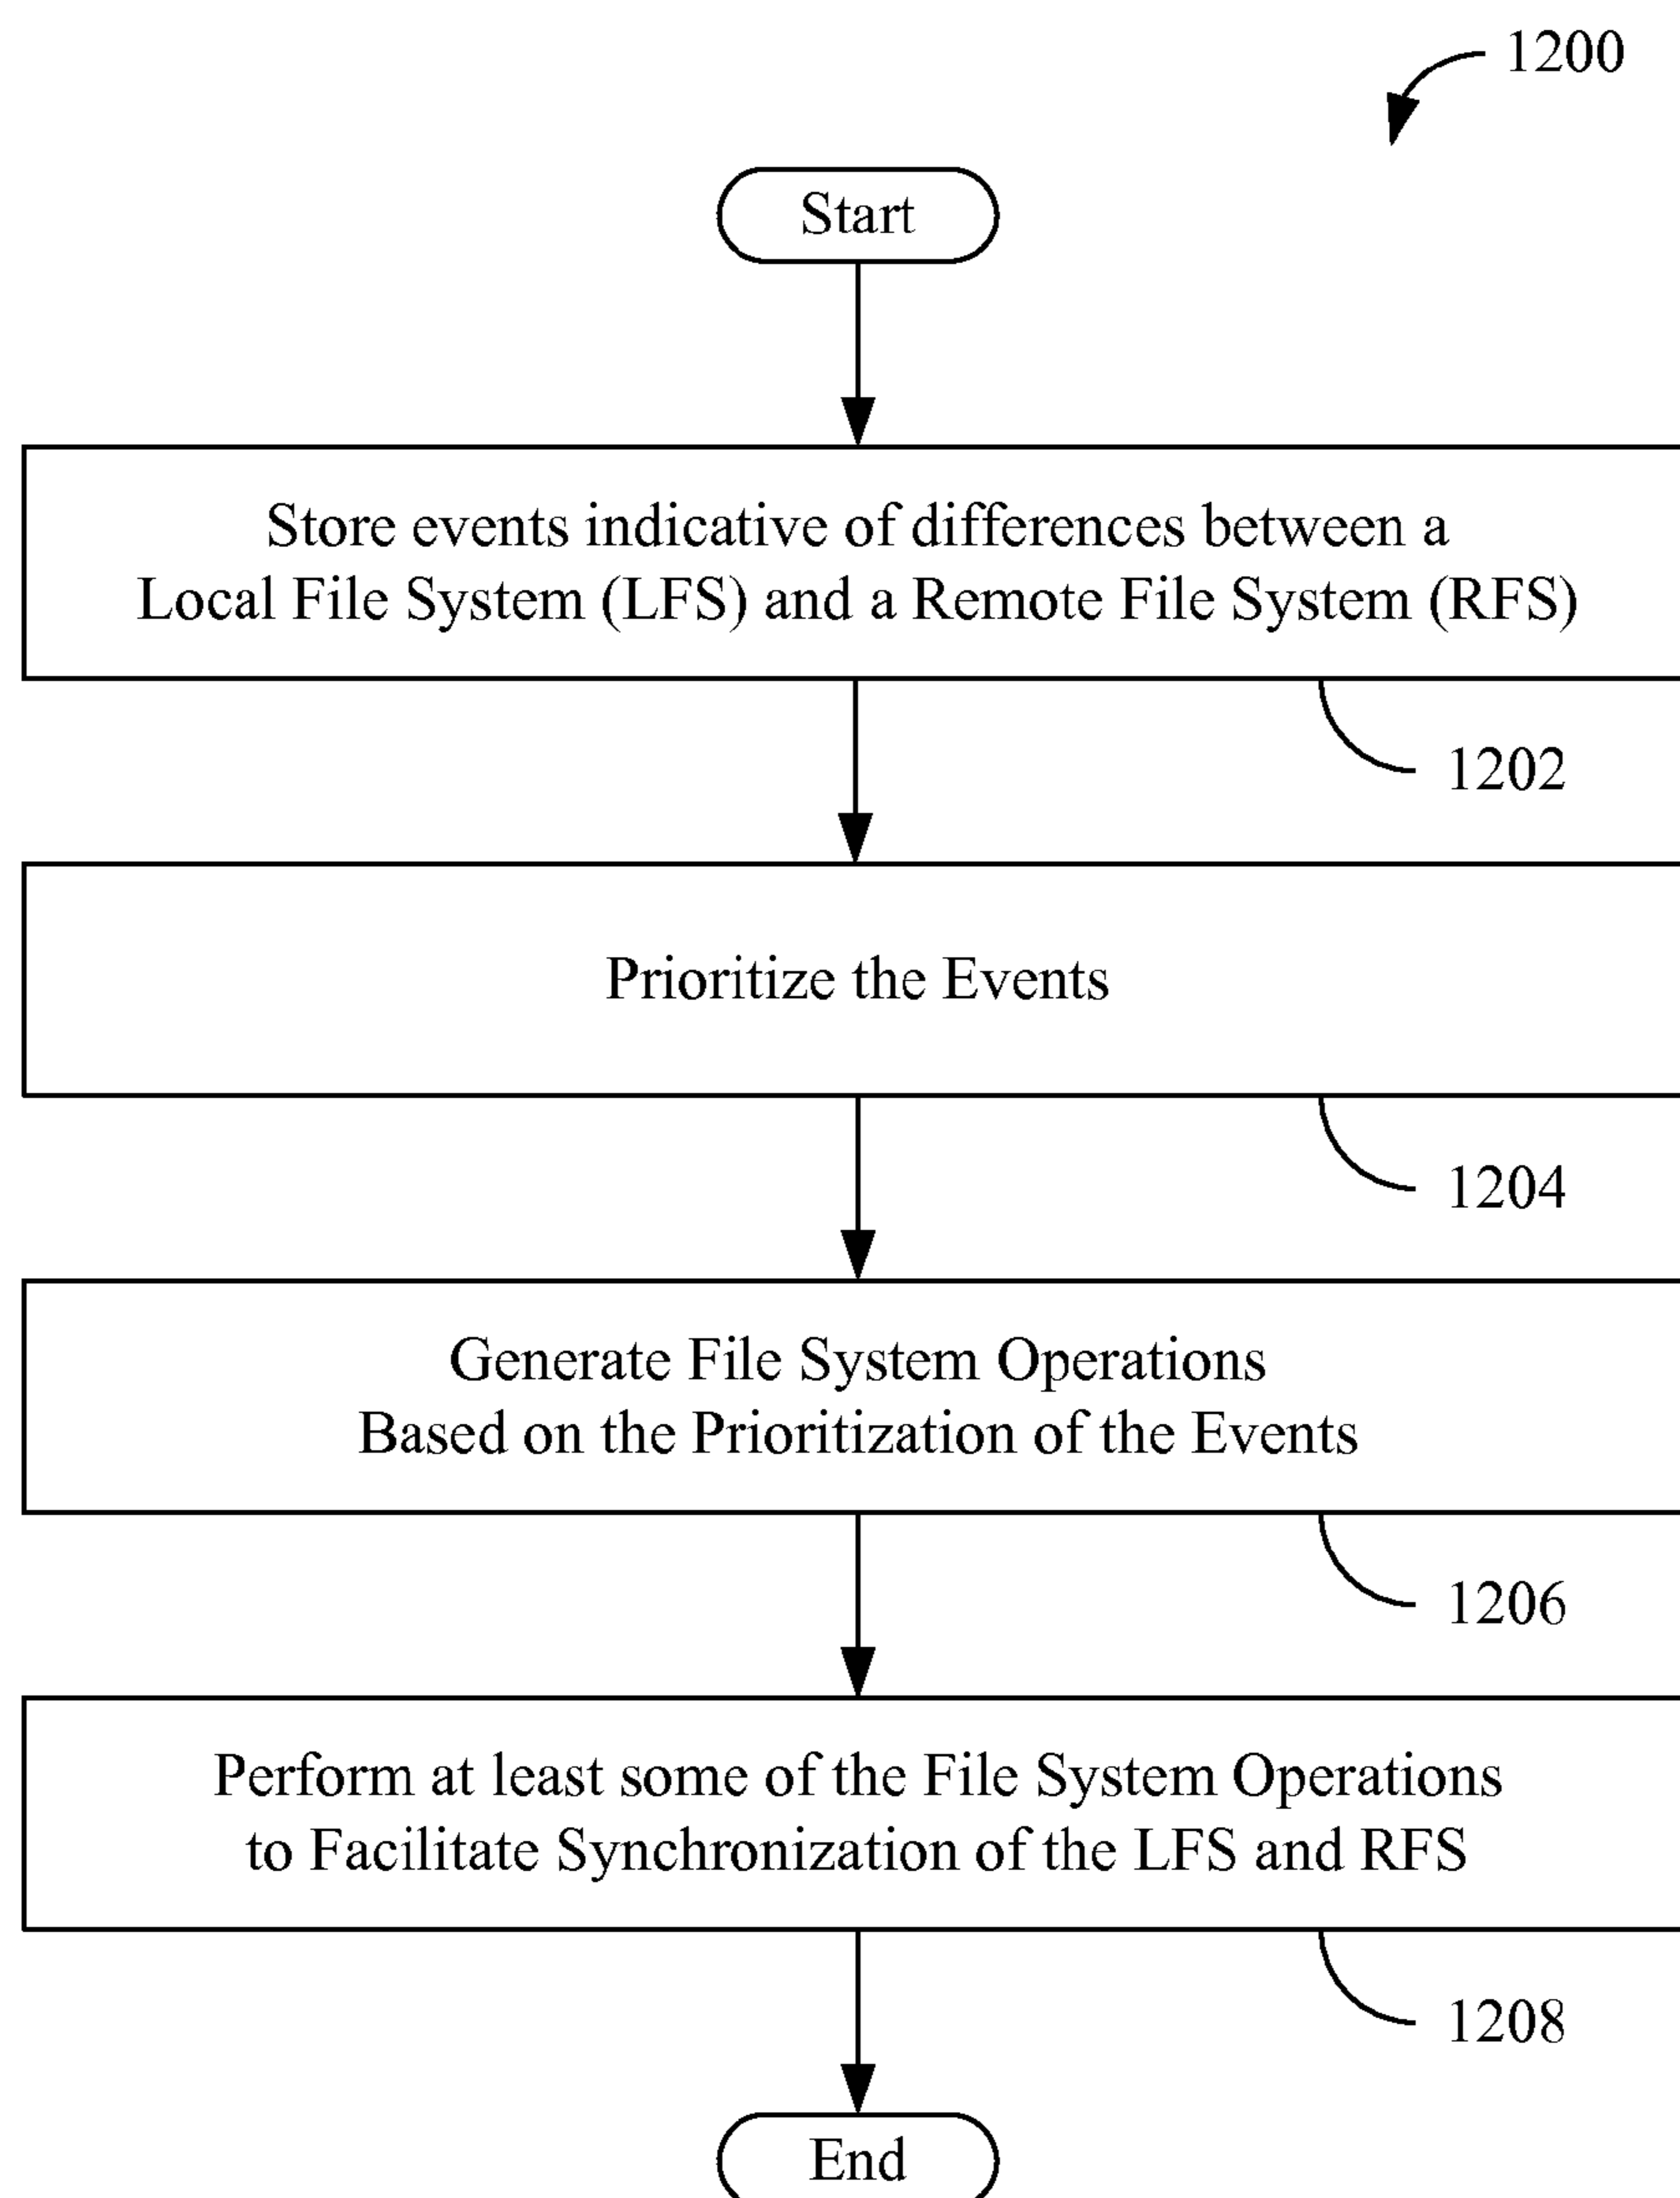 1200
Start
Store events indicative of differences between a
Local File System (LFS) and a Remote File System (RFS)
1202
Prioritize the Events
1204
Generate File System Operations
Based on the Prioritization of the Events
1206
Perform at least some of the File System Operations
to Facilitate Synchronization of the LFS and RFS
1208
End